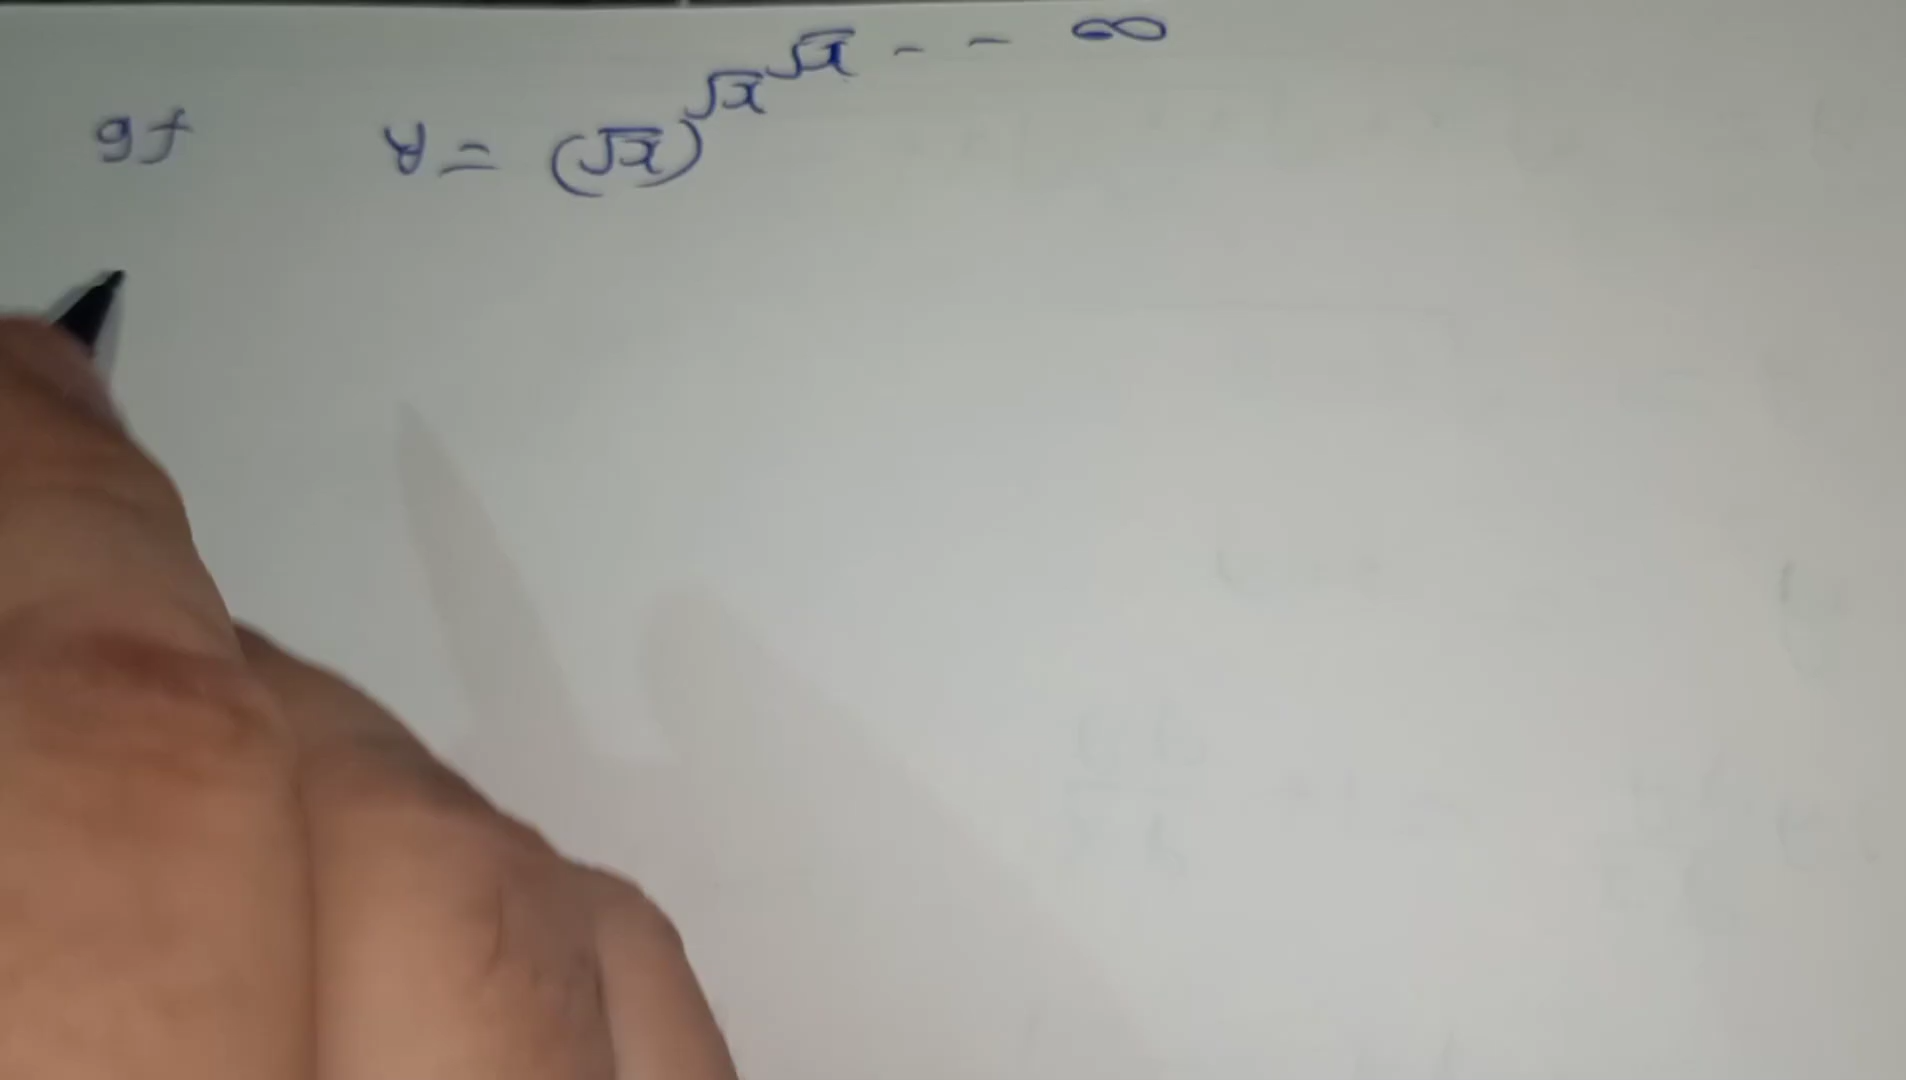 If y = (√x)^√x^√x - - ∞